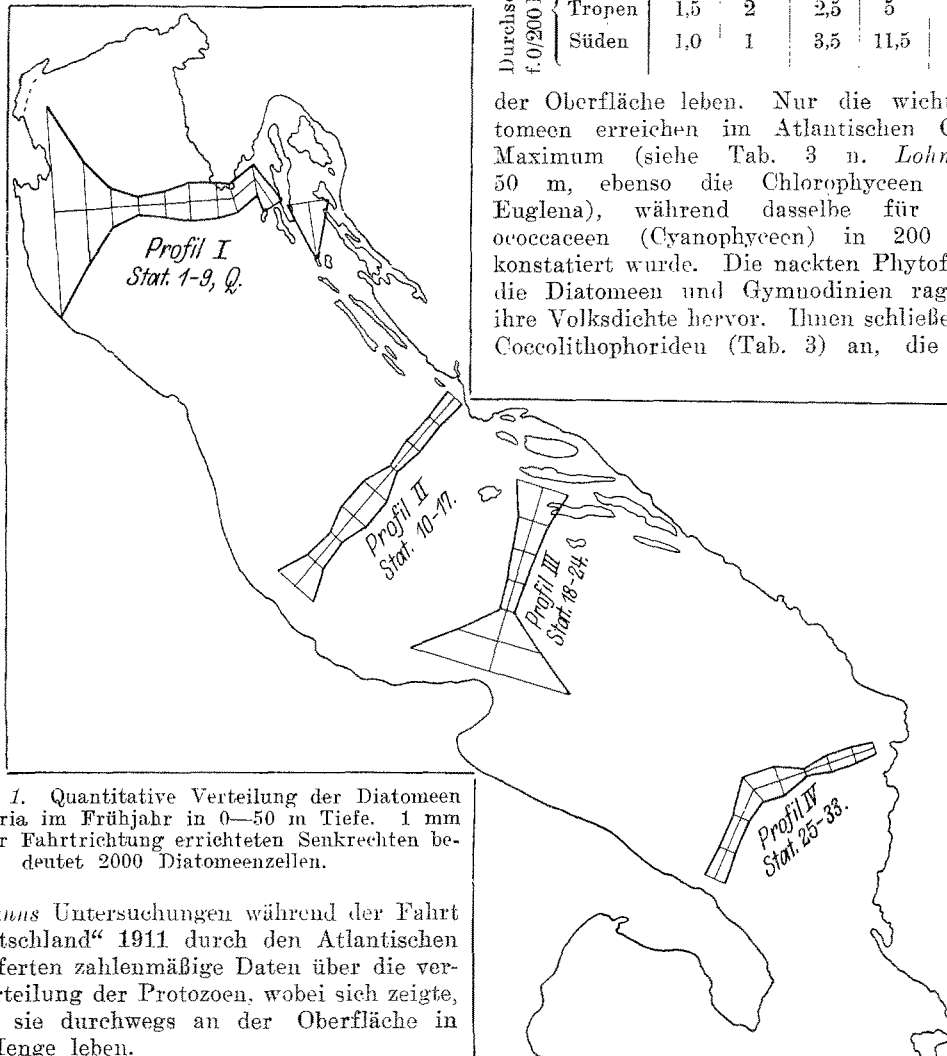 Durchs
f. 0/200
Tropen 1,5 2 2,5 5
Süden 1,0 1 3,5 11,5
der Oberfläche leben. Nur die wicht
tomeen erreichen im Atlantischen
Maximum (siehe Tab. 3 n. Lohn
50 m, ebenso die Chlorophyceen
Euglena), während dasselbe für
ococcaceen (Cyanophyceen) in 200
konstatiert wurde. Die nackten Phytof
die Diatomeen und Gymnodinien rag
ihre Volksdichte hervor. Ihnen schließe
Coccolithophoriden (Tab. 3) an, die
Profil I
Stat. 1-9, Q.
Profil II
Stat. 10-17.
Profil III
Stat. 18-24.
Profil IV
Stat. 25-33.
1. Quantitative Verteilung der Diatomeen
ria im Frühjahr in 0—50 m Tiefe. 1 mm
r Fahrtrichtung errichteten Senkrechten be-
deutet 2000 Diatomeenzellen.
nns Untersuchungen während der Fahrt
tschland“ 1911 durch den Atlantischen
ferten zahlenmäßige Daten über die ver-
rteilung der Protozoen, wobei sich zeigte,
sie durchwegs an der Oberfläche in
Menge leben.